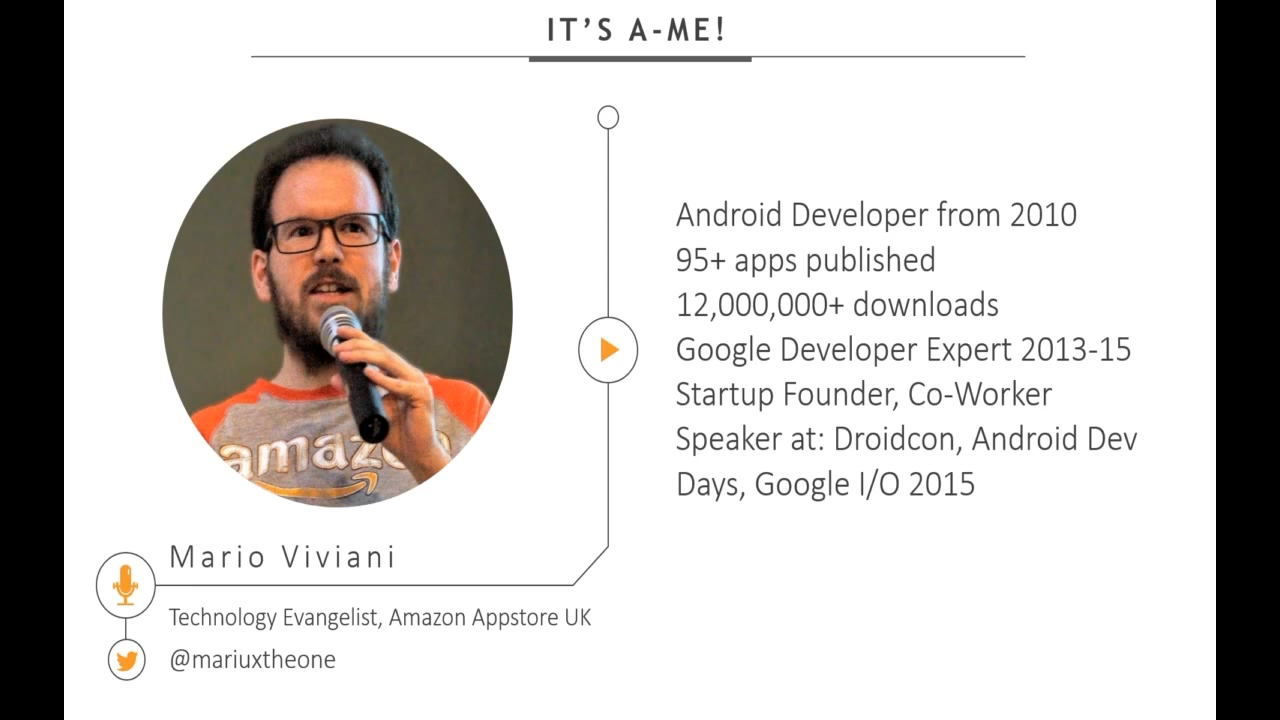 IT’S A-ME!
Android Developer from 2010
95+ apps published
12,000,000+ downloads
Google Developer Expert 2013-15
Startup Founder, Co-Worker
Speaker at: Droidcon, Android Dev
Days, Google I/O 2015
amazon
Mario Viviani
Technology Evangelist, Amazon Appstore UK
@mariuxtheone